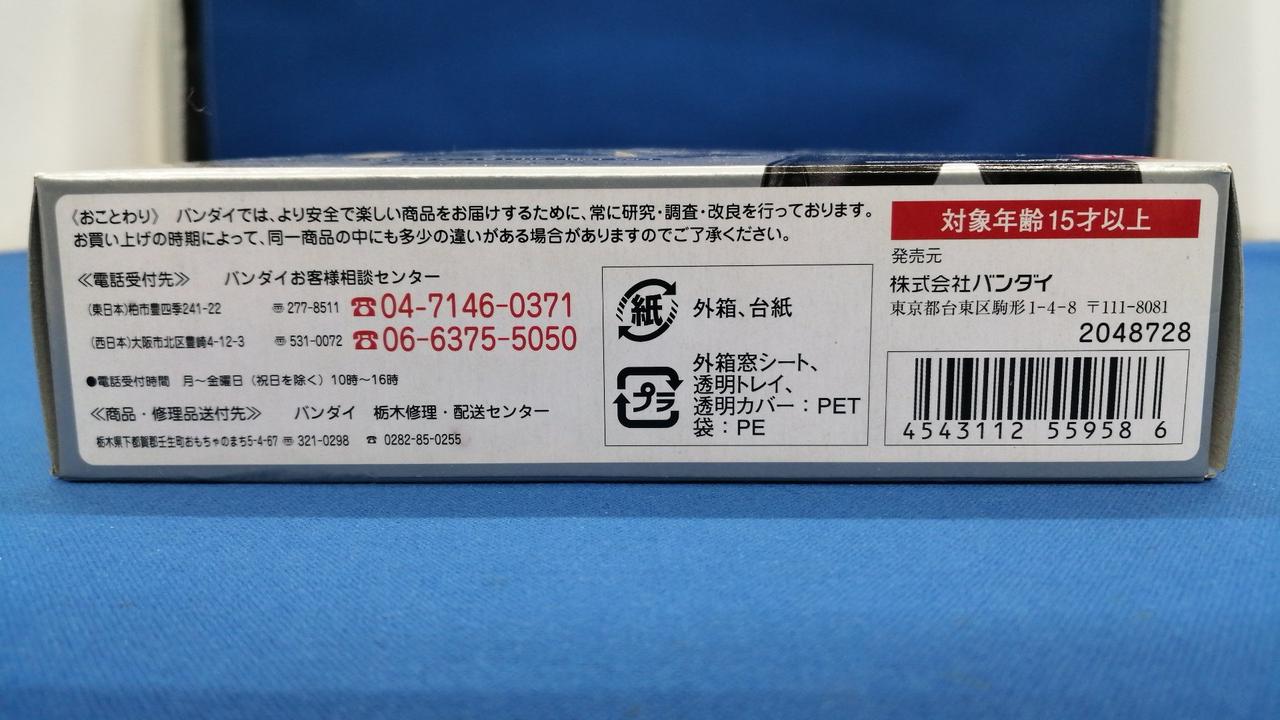 《おことわり》 バンダイでは、より安全で楽しい商品をお届けするために、常に研究・調査・改良を行っております。
お買い上げの時期によって、同一商品の中にも多少の違いがある場合がありますのでご了承ください。
≪電話受付先≫ バンダイお客様相談センター
(東日本)柏市豊四季241-22 〠277-8511 ☎04-7146-0371
(西日本)大阪市北区豊崎4-12-3 〠531-0072 ☎06-6375-5050
●電話受付時間 月〜金曜日(祝日を除く)10時〜16時
≪商品・修理品送付先≫ バンダイ 栃木修理・配送センター
栃木県下都賀郡壬生町おもちゃのまち5-4-67 〠321-0298 ☎0282-85-0255
紙
外箱、台紙
プラ
外箱窓シート、
透明トレイ、
透明カバー:PET
袋:PE
対象年齢15才以上
発売元
株式会社バンダイ
東京都台東区駒形1-4-8 〒111-8081
2048728
4543112 55958 6